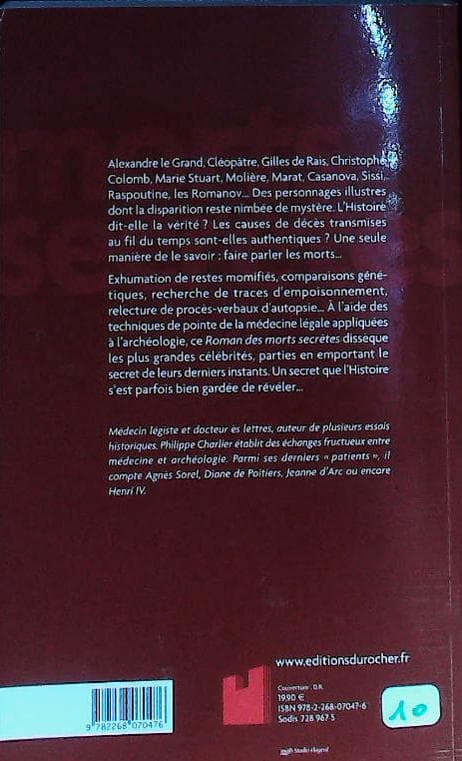 Alexandre le Grand, Cléopâtre, Gilles de Rais, Christophe
Colomb, Marie Stuart, Molière, Marat, Casanova, Sissi,
Raspoutine, les Romanov... Des personnages illustres
dont la disparition reste nimbée de mystère. L'Histoire
dit-elle la vérité ? Les causes de décès transmises
au fil du temps sont-elles authentiques ? Une seule
manière de le savoir : faire parler les morts...
Exhumation de restes momifiés, comparaisons géné-
tiques, recherche de traces d'empoisonnement,
relecture de procès-verbaux d'autopsie... À l'aide des
techniques de pointe de la médecine légale appliquées
à l'archéologie, ce Roman des morts secrètes dissèque
les plus grandes célébrités, parties en emportant le
secret de leurs derniers instants. Un secret que l'Histoire
s'est parfois bien gardée de révéler...
Médecin légiste et docteur ès lettres, auteur de plusieurs essais
historiques, Philippe Charlier établit des échanges fructueux entre
médecine et archéologie. Parmi ses derniers « patients », il
compte Agnès Sorel, Diane de Poitiers, Jeanne d'Arc ou encore
Henri IV.
www.editionsdurocher.fr
Couverture : D.R.
19,90 €
ISBN 978-2-268-07047-6
Sodis 728 967 5
10
9 782268 070476